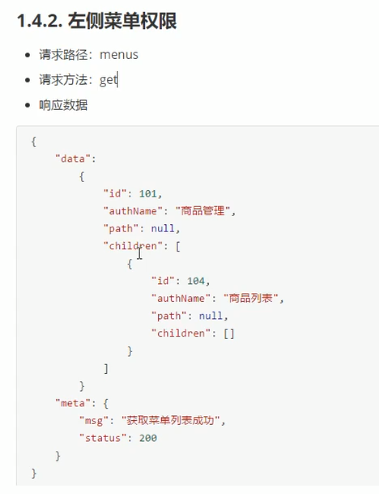 1.4.2. 左侧菜单权限
请求路径：menus
请求方法：get
响应数据
{
"data":
{
"id": 101,
"authName": "商品管理",
"path": null,
"children": [
{
"id": 104,
"authName": "商品列表",
"path": null,
"children": []
}
]
}
"meta": {
"msg": "获取菜单列表成功",
"status": 200
}
}